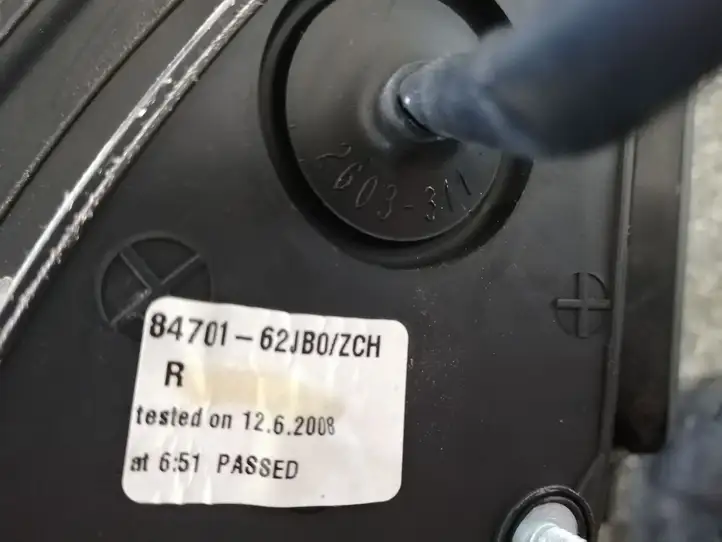 2603-311
84701-62JB0/ZCH
R
tested on 12.6.2008
at 6:51 PASSED